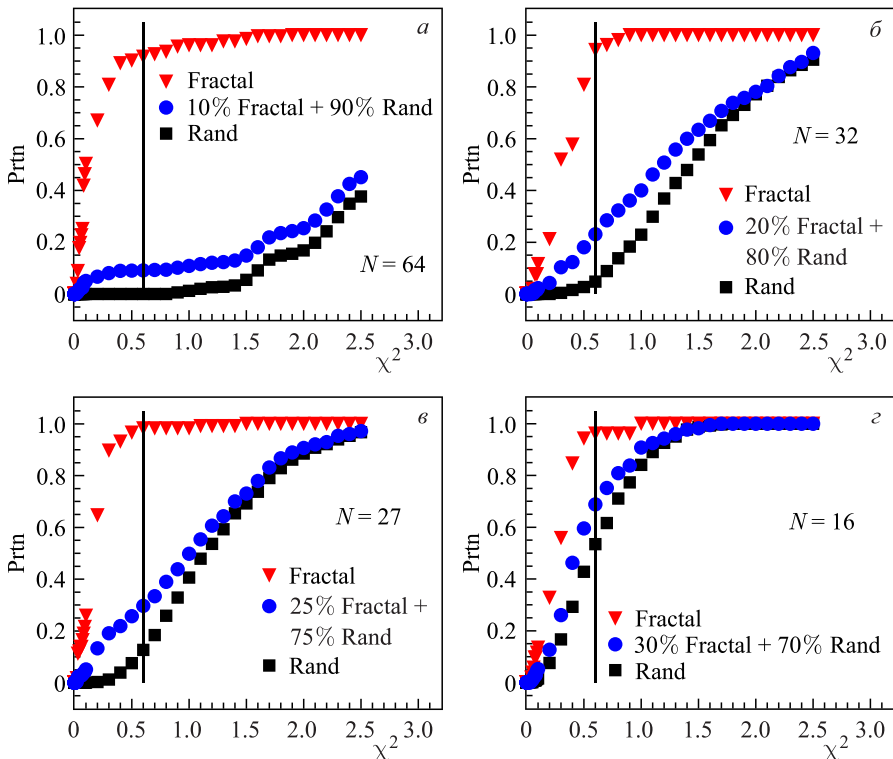 а
1.0
0.8
0.6
0.4
0.2
0
Prtn
Fractal
10% Fractal + 90% Rand
Rand
N = 64
0
0.5
1.0
1.5
2.0
2.5
3.0
χ²
б
1.0
0.8
0.6
0.4
0.2
0
Prtn
N = 32
Fractal
20% Fractal +
80% Rand
Rand
0
0.5
1.0
1.5
2.0
2.5
3.0
χ²
в
1.0
0.8
0.6
0.4
0.2
0
Prtn
N = 27
Fractal
25% Fractal +
75% Rand
Rand
0
0.5
1.0
1.5
2.0
2.5
3.0
χ²
г
1.0
0.8
0.6
0.4
0.2
0
Prtn
N = 16
Fractal
30% Fractal + 70% Rand
Rand
0
0.5
1.0
1.5
2.0
2.5
3.0
χ²